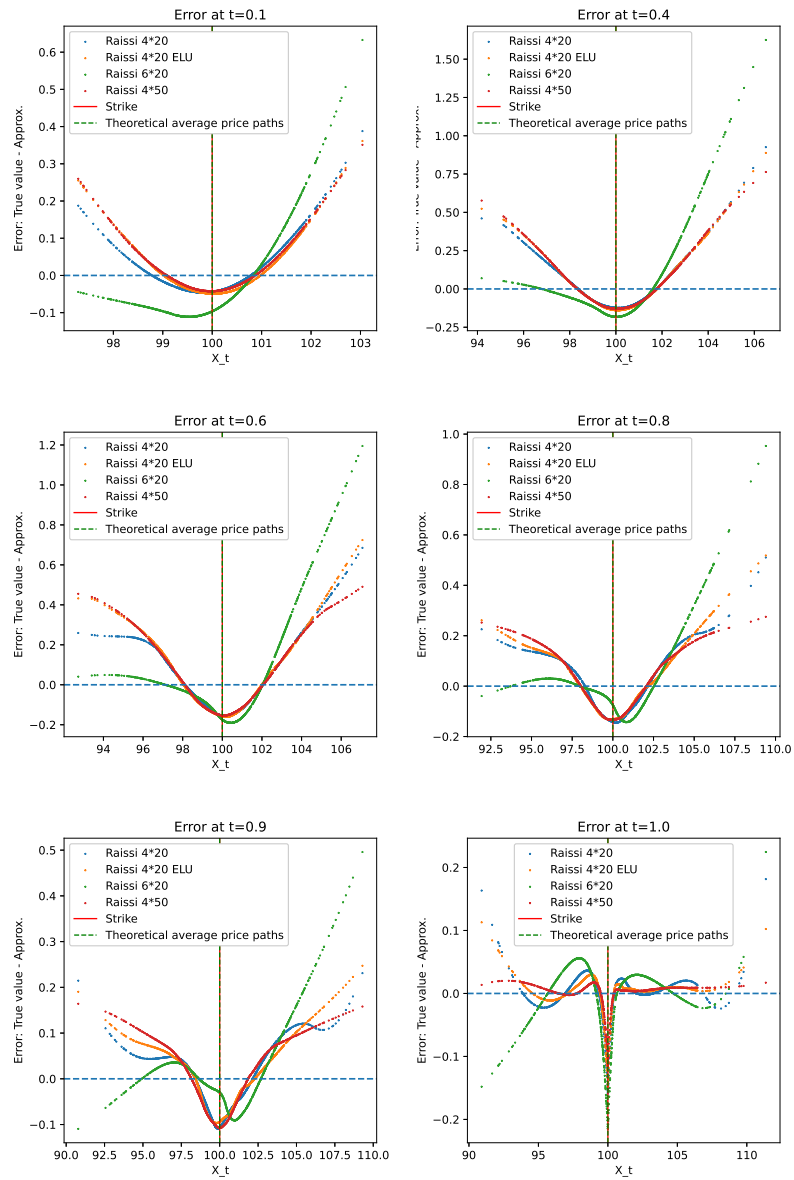 Error at t=0.1
Error: True value - Approx.
0.6
0.5
0.4
0.3
0.2
0.1
0.0
−0.1
Raissi 4*20
Raissi 4*20 ELU
Raissi 6*20
Raissi 4*50
Strike
Theoretical average price paths
98 99 100 101 102 103
X_t
Error at t=0.4
Error: True value - Approx.
1.50
1.25
1.00
0.75
0.50
0.25
0.00
−0.25
Raissi 4*20
Raissi 4*20 ELU
Raissi 6*20
Raissi 4*50
Strike
Theoretical average price paths
94 96 98 100 102 104 106
X_t
Error at t=0.6
Error: True value - Approx.
1.2
1.0
0.8
0.6
0.4
0.2
0.0
−0.2
Raissi 4*20
Raissi 4*20 ELU
Raissi 6*20
Raissi 4*50
Strike
Theoretical average price paths
94 96 98 100 102 104 106
X_t
Error at t=0.8
Error: True value - Approx.
1.0
0.8
0.6
0.4
0.2
0.0
−0.2
Raissi 4*20
Raissi 4*20 ELU
Raissi 6*20
Raissi 4*50
Strike
Theoretical average price paths
92.5 95.0 97.5 100.0 102.5 105.0 107.5 110.0
X_t
Error at t=0.9
Error: True value - Approx.
0.5
0.4
0.3
0.2
0.1
0.0
−0.1
Raissi 4*20
Raissi 4*20 ELU
Raissi 6*20
Raissi 4*50
Strike
Theoretical average price paths
90.0 92.5 95.0 97.5 100.0 102.5 105.0 107.5 110.0
X_t
Error at t=1.0
Error: True value - Approx.
0.2
0.1
0.0
−0.1
−0.2
Raissi 4*20
Raissi 4*20 ELU
Raissi 6*20
Raissi 4*50
Strike
Theoretical average price paths
90 95 100 105 110
X_t